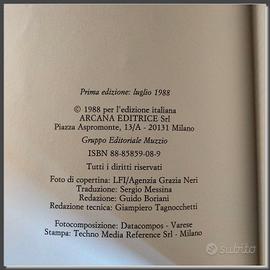 Prima edizione: luglio 1988
© 1988 per l'edizione italiana
ARCANA EDITRICE Srl
Piazza Aspromonte, 13/A - 20131 Milano
Gruppo Editoriale Muzzio
ISBN 88-85859-08-9
Tutti i diritti riservati
Foto di copertina: LFI/Agenzia Grazia Neri
Traduzione: Sergio Messina
Redazione: Guido Boriani
Redazione tecnica: Giampiero Tagnocchetti
Fotocomposizione: Datacompos - Varese
Stampa: Techno Media Reference Srl - Milano
subito